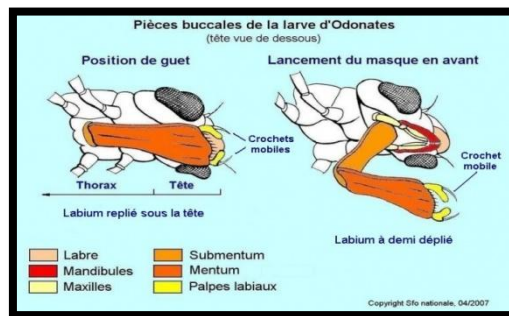 Pièces buccales de la larve d'Odonates
(tête vue de dessous)
Position de guet
Lancement du masque en avant
Crochets
mobiles
Crochet
mobile
Thorax
Tête
Labium replié sous la tête
Labium à demi déplié
Labre
Mandibules
Maxilles
Submentum
Mentum
Palpes labiaux
Copyright Sfo nationale, 04/2007